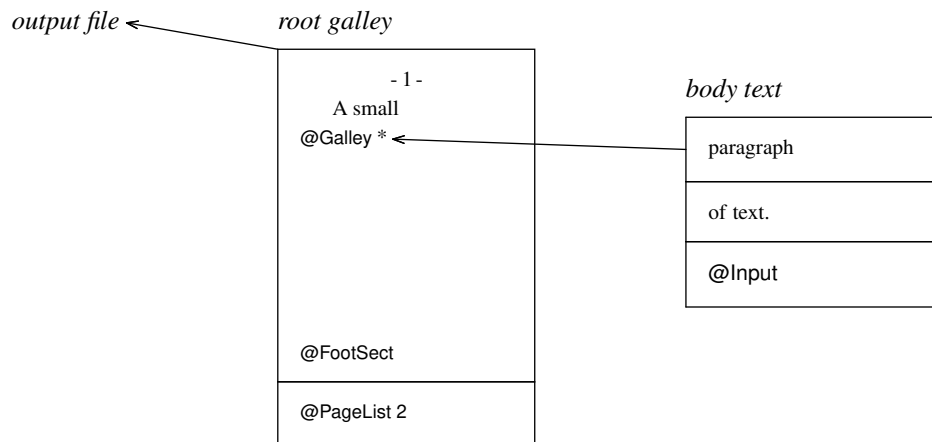 output file
root galley
- 1 -
A small
@Galley *
@FootSect
@PageList 2
body text
paragraph
of text.
@Input